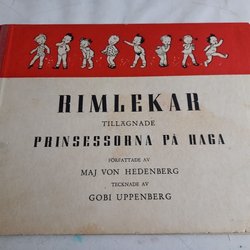 RIMLEKAR
TILLÄGNADE
PRINSESSORNA PÅ HAGA
FÖRFATTADE AV
MAJ VON HEDENBERG
TECKNADE AV
GOBI UPPENBERG